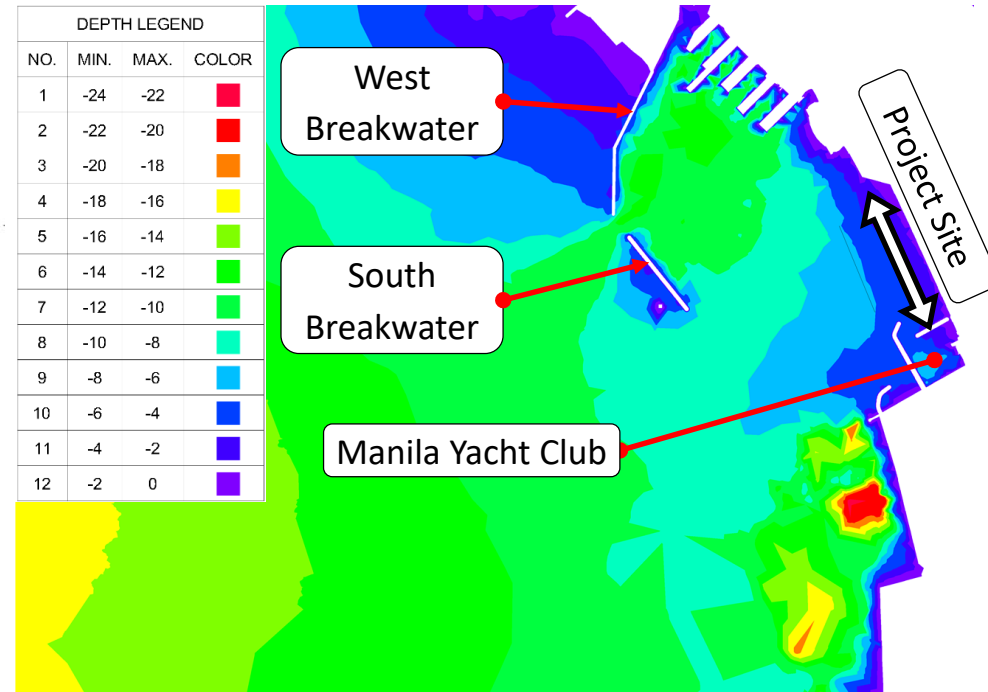 DEPTH LEGEND
NO. MIN. MAX. COLOR
1 -24 -22
2 -22 -20
3 -20 -18
4 -18 -16
5 -16 -14
6 -14 -12
7 -12 -10
8 -10 -8
9 -8 -6
10 -6 -4
11 -4 -2
12 -2 0
West
Breakwater
Project Site
South
Breakwater
Manila Yacht Club